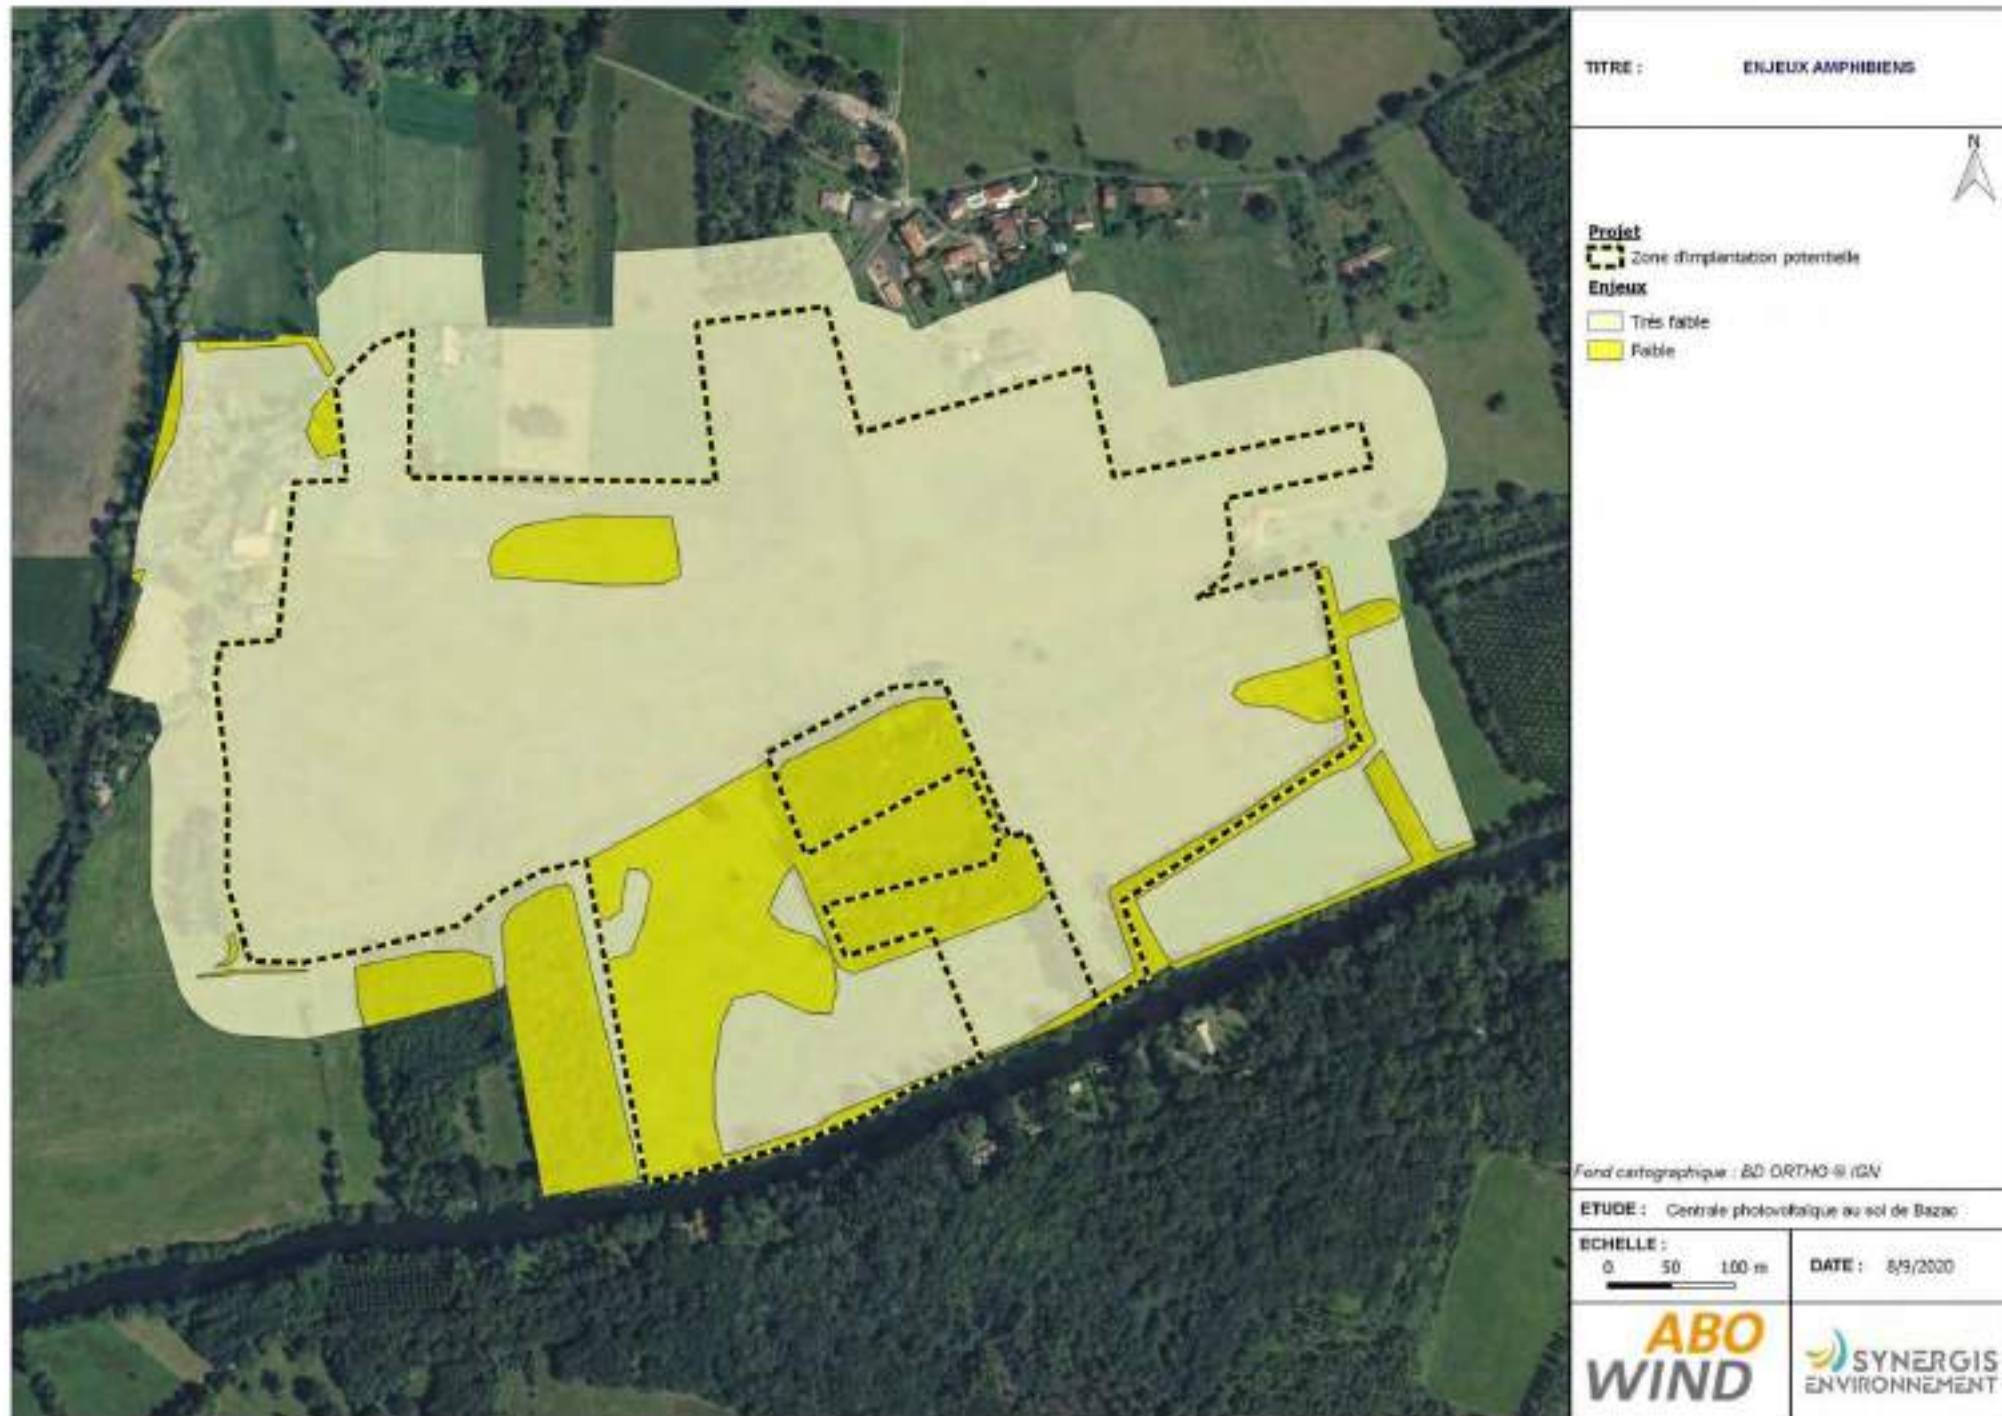 TITRE : ENJEUX AMPHIBIENS
N
Projet
Zone d'implantation potentielle
Enjeux
Très faible
Faible
Fond cartographique : BD ORTHO ® IGN
ETUDE : Centrale photovoltaïque au sol de Bazac
ECHELLE :
0 50 100 m
DATE : 8/9/2020
ABO
WIND
SYNERGIS
ENVIRONNEMENT